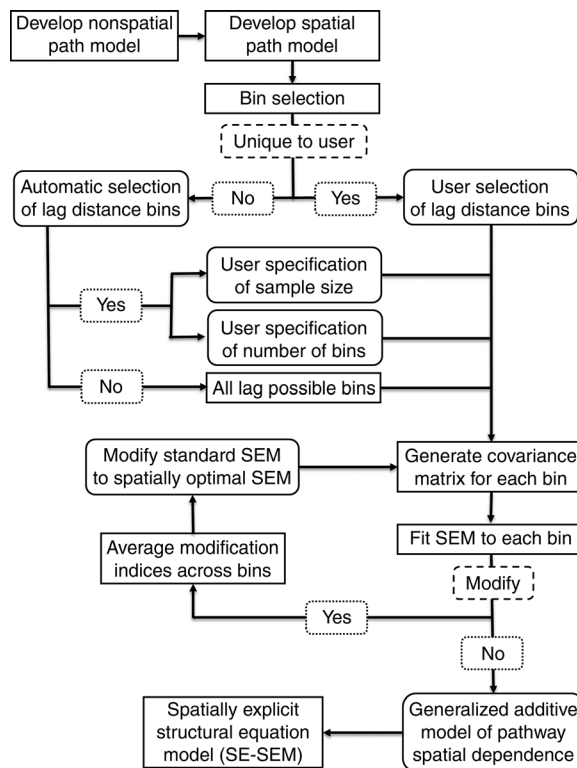 Develop nonspatial
path model
Develop spatial
path model
Bin selection
Unique to user
Automatic selection
of lag distance bins
No
Yes
User selection
of lag distance bins
User specification
of sample size
Yes
User specification
of number of bins
No
All lag possible bins
Modify standard SEM
to spatially optimal SEM
Generate covariance
matrix for each bin
Fit SEM to each bin
Average modification
indices across bins
Modify
Yes
No
Spatially explicit
structural equation
model (SE-SEM)
Generalized additive
model of pathway
spatial dependence